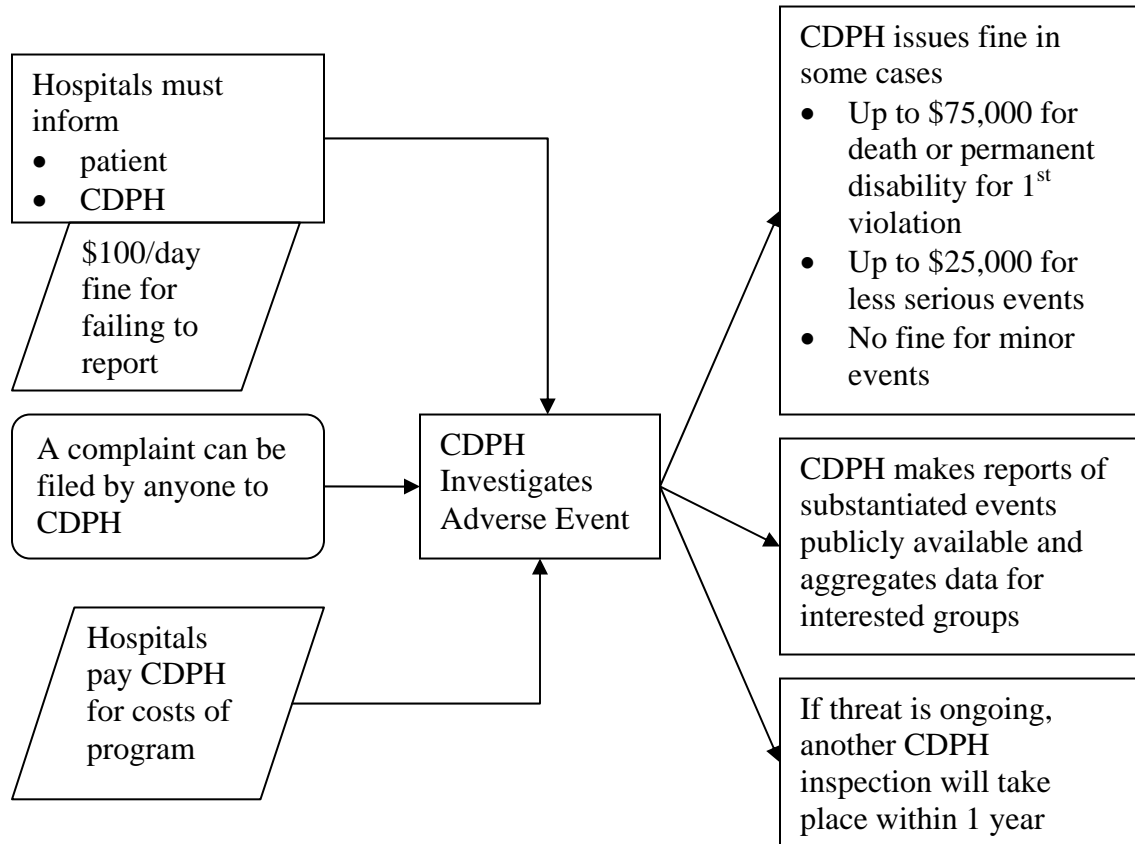 Hospitals must
inform
• patient
• CDPH
$100/day
fine for
failing to
report
A complaint can be
filed by anyone to
CDPH
Hospitals
pay CDPH
for costs of
program
CDPH
Investigates
Adverse Event
CDPH issues fine in
some cases
• Up to $75,000 for
death or permanent
disability for 1st
violation
• Up to $25,000 for
less serious events
• No fine for minor
events
CDPH makes reports of
substantiated events
publicly available and
aggregates data for
interested groups
If threat is ongoing,
another CDPH
inspection will take
place within 1 year